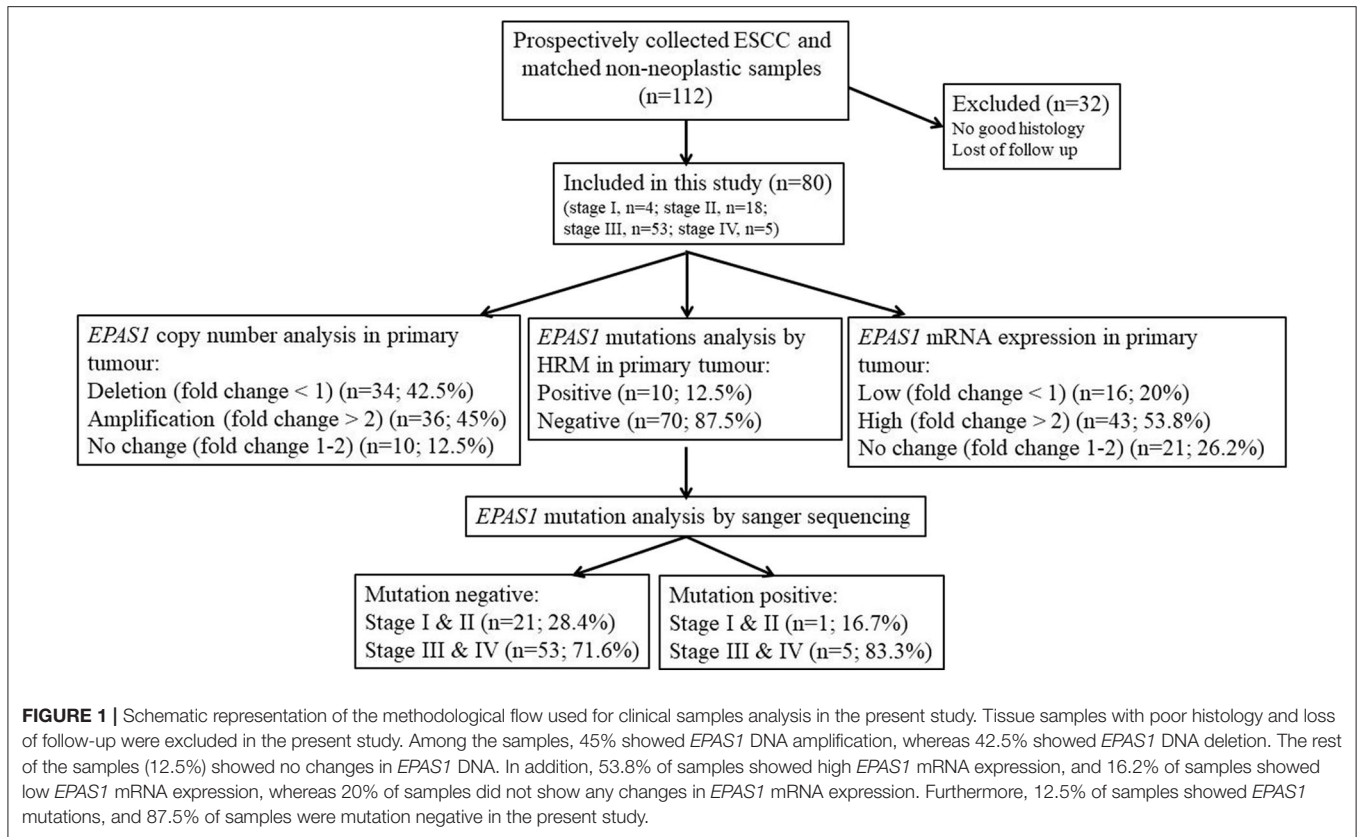 Prospectively collected ESCC and
matched non-neoplastic samples
(n=112)
Excluded (n=32)
No good histology
Lost of follow up
Included in this study (n=80)
(stage I, n=4; stage II, n=18;
stage III, n=53; stage IV, n=5)
EPAS1 copy number analysis in primary
tumour:
Deletion (fold change < 1) (n=34; 42.5%)
Amplification (fold change > 2) (n=36; 45%)
No change (fold change 1-2) (n=10; 12.5%)
EPAS1 mutations analysis by
HRM in primary tumour:
Positive (n=10; 12.5%)
Negative (n=70; 87.5%)
EPAS1 mRNA expression in primary
tumour:
Low (fold change < 1) (n=16; 20%)
High (fold change > 2) (n=43; 53.8%)
No change (fold change 1-2) (n=21; 26.2%)
EPAS1 mutation analysis by sanger sequencing
Mutation negative:
Stage I & II (n=21; 28.4%)
Stage III & IV (n=53; 71.6%)
Mutation positive:
Stage I & II (n=1; 16.7%)
Stage III & IV (n=5; 83.3%)
FIGURE 1 | Schematic representation of the methodological flow used for clinical samples analysis in the present study. Tissue samples with poor histology and loss
of follow-up were excluded in the present study. Among the samples, 45% showed EPAS1 DNA amplification, whereas 42.5% showed EPAS1 DNA deletion. The rest
of the samples (12.5%) showed no changes in EPAS1 DNA. In addition, 53.8% of samples showed high EPAS1 mRNA expression, and 16.2% of samples showed
low EPAS1 mRNA expression, whereas 20% of samples did not show any changes in EPAS1 mRNA expression. Furthermore, 12.5% of samples showed EPAS1
mutations, and 87.5% of samples were mutation negative in the present study.